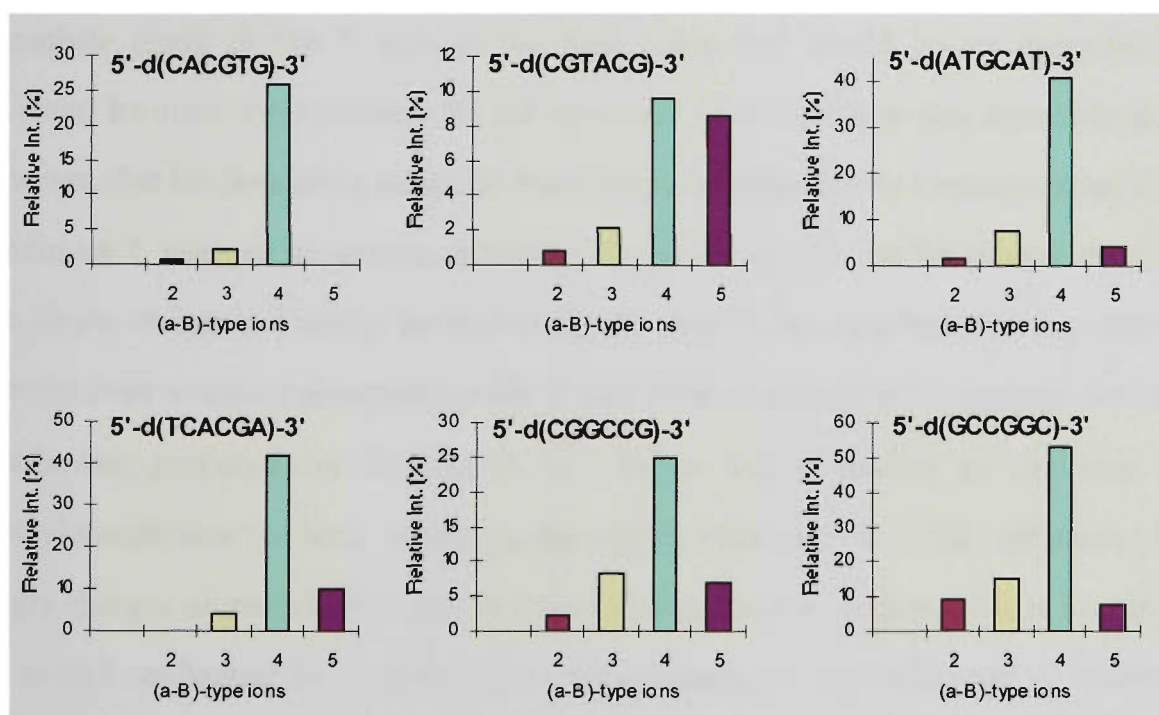 5'-d(CACGTG)-3'
Relative Int. [%]
30
25
20
15
10
5
0
2 3 4 5
(a-B)-type ions
5'-d(CGTACG)-3'
Relative Int. [%]
12
10
8
6
4
2
0
2 3 4 5
(a-B)-type ions
5'-d(ATGCAT)-3'
Relative Int. [%]
40
30
20
10
0
2 3 4 5
(a-B)-type ions
5'-d(TCACGA)-3'
Relative Int. [%]
50
40
30
20
10
0
2 3 4 5
(a-B)-type ions
5'-d(CGGCCG)-3'
Relative Int. [%]
30
25
20
15
10
5
0
2 3 4 5
(a-B)-type ions
5'-d(GCCGGC)-3'
Relative Int. [%]
60
50
40
30
20
10
0
2 3 4 5
(a-B)-type ions